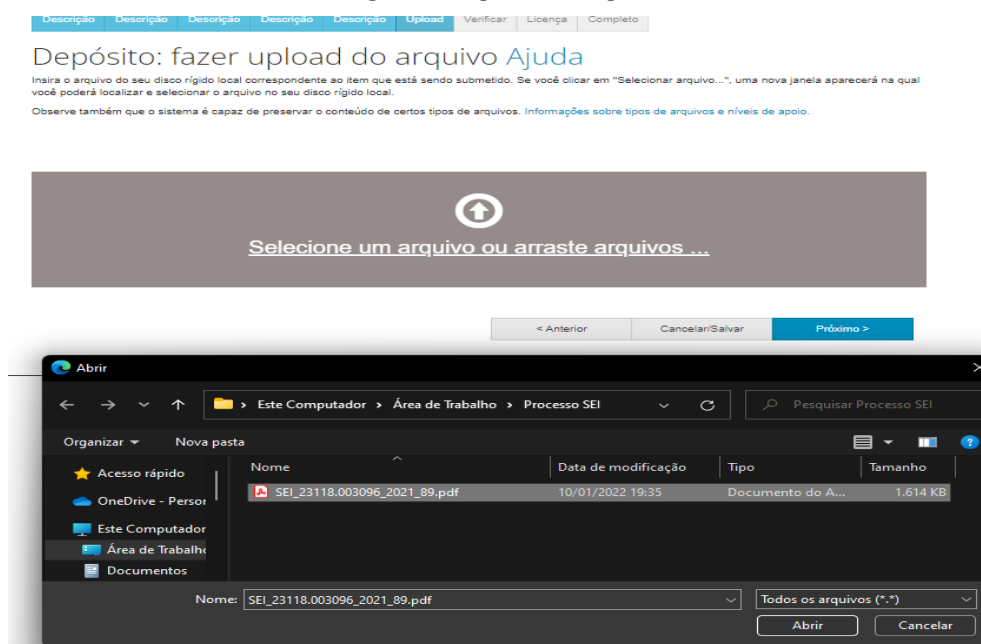 Descrição Descrição Descrição Descrição Descrição Upload Verificar Licença Completo
Depósito: fazer upload do arquivo Ajuda
Insira o arquivo do seu disco rígido local correspondente ao item que está sendo submetido. Se você clicar em "Selecionar arquivo...", uma nova janela aparecerá na qual
você poderá localizar e selecionar o arquivo no seu disco rígido local.
Observe também que o sistema é capaz de preservar o conteúdo de certos tipos de arquivos. Informações sobre tipos de arquivos e níveis de apoio.
Selecione um arquivo ou arraste arquivos ...
< Anterior Cancelar/Salvar Próximo >
Abrir
Este Computador > Área de Trabalho > Processo SEI Pesquisar Processo SEI
Organizar Nova pasta
Nome Data de modificação Tipo Tamanho
Acesso rápido
SEI_23118.003096_2021_89.pdf 10/01/2022 19:35 Documento do A... 1.614 KB
OneDrive - Person
Este Computador
Área de Trabalho
Documentos
Nome: SEI_23118.003096_2021_89.pdf Todos os arquivos (*.*)
Abrir Cancelar